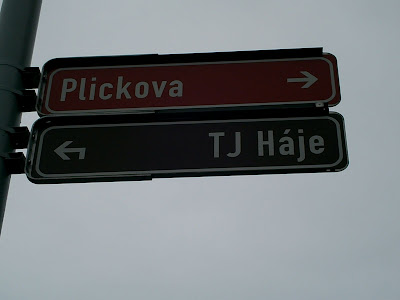 Plickova →
↰ TJ Háje